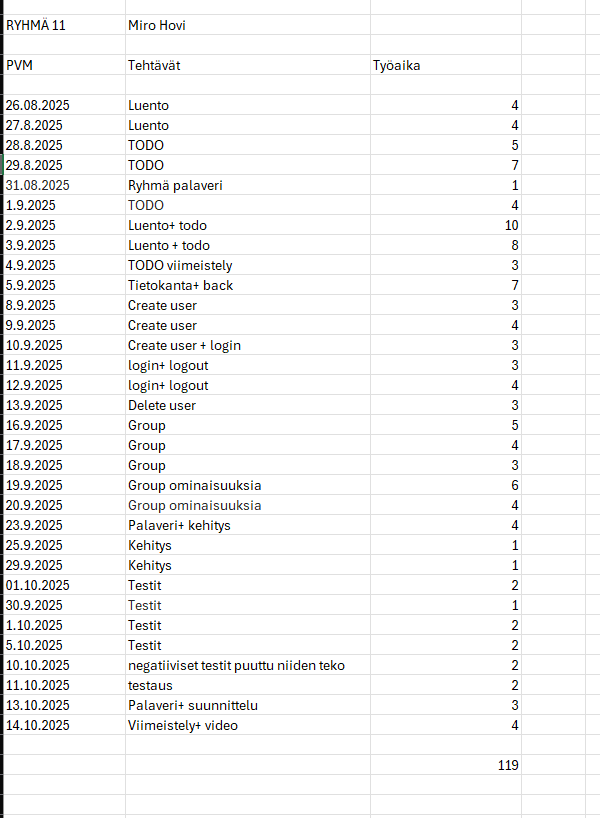 RYHMÄ 11 Miro Hovi
PVM Tehtävät Työaika
26.08.2025 Luento 4
27.8.2025 Luento 4
28.8.2025 TODO 5
29.8.2025 TODO 7
31.08.2025 Ryhmä palaveri 1
1.9.2025 TODO 4
2.9.2025 Luento+ todo 10
3.9.2025 Luento + todo 8
4.9.2025 TODO viimeistely 3
5.9.2025 Tietokanta+ back 7
8.9.2025 Create user 3
9.9.2025 Create user 4
10.9.2025 Create user + login 3
11.9.2025 login+ logout 3
12.9.2025 login+ logout 4
13.9.2025 Delete user 3
16.9.2025 Group 5
17.9.2025 Group 4
18.9.2025 Group 3
19.9.2025 Group ominaisuuksia 6
20.9.2025 Group ominaisuuksia 4
23.9.2025 Palaveri+ kehitys 4
25.9.2025 Kehitys 1
29.9.2025 Kehitys 1
01.10.2025 Testit 2
30.9.2025 Testit 1
1.10.2025 Testit 2
5.10.2025 Testit 2
10.10.2025 negatiiviset testit puuttu niiden teko 2
11.10.2025 testaus 2
13.10.2025 Palaveri+ suunnittelu 3
14.10.2025 Viimeistely+ video 4
119